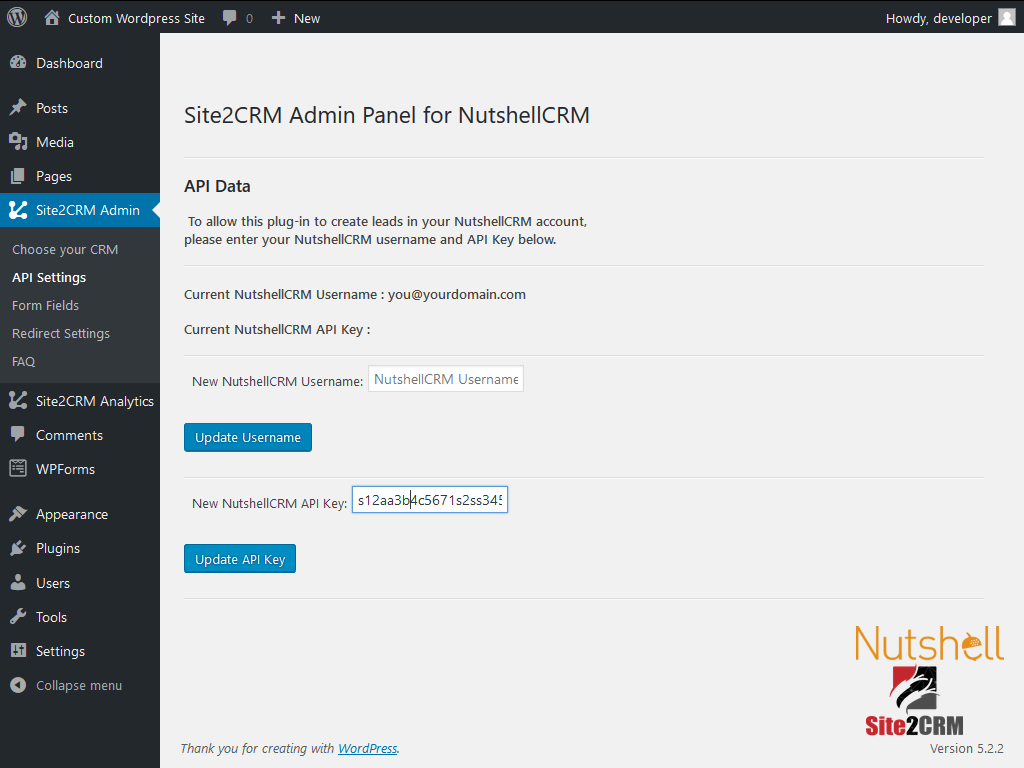 Custom Wordpress Site
0
New
Howdy, developer
Dashboard
Posts
Media
Pages
Site2CRM Admin
Choose your CRM
API Settings
Form Fields
Redirect Settings
FAQ
Site2CRM Analytics
Comments
WPForms
Appearance
Plugins
Users
Tools
Settings
Collapse menu
Site2CRM Admin Panel for NutshellCRM
API Data
To allow this plug-in to create leads in your NutshellCRM account,
please enter your NutshellCRM username and API Key below.
Current NutshellCRM Username : you@yourdomain.com
Current NutshellCRM API Key :
New NutshellCRM Username: NutshellCRM Username
Update Username
New NutshellCRM API Key: s12aa3b4c5671s2ss345
Update API Key
Nutshell
Site2CRM
Thank you for creating with WordPress.
Version 5.2.2